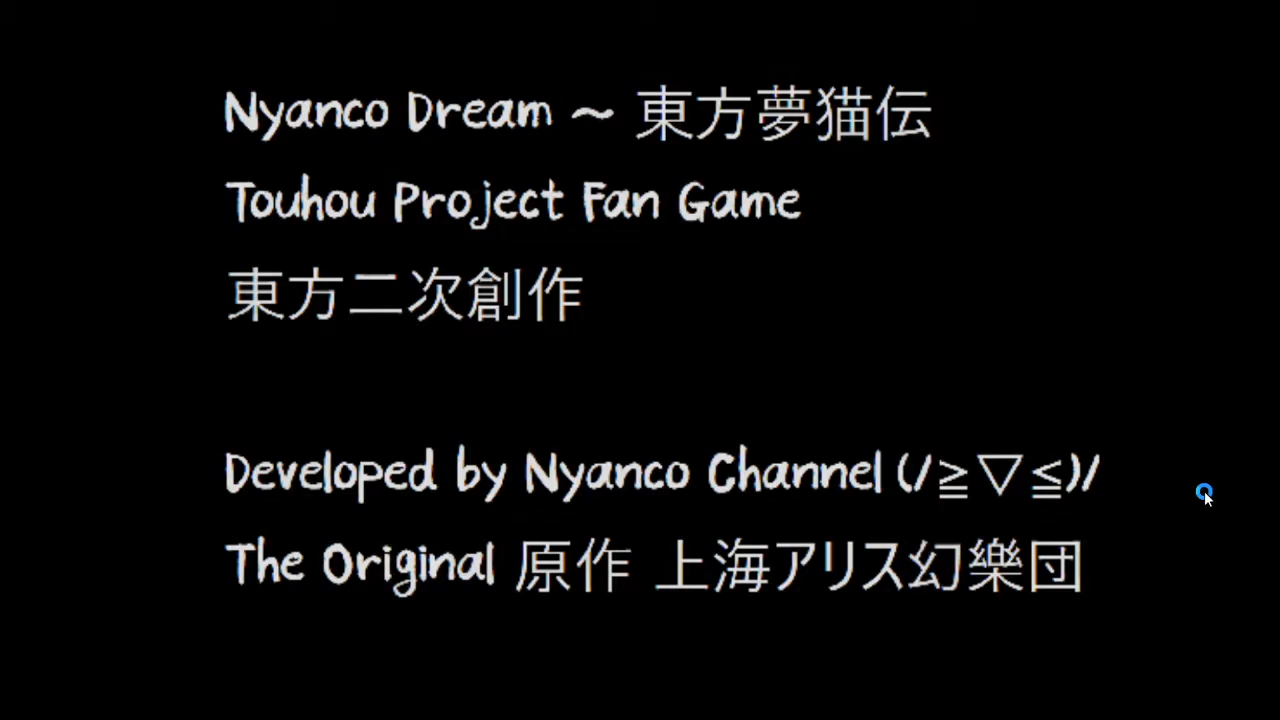 Nyanco Dream ～ 東方夢猫伝
Touhou Project Fan Game
東方二次創作
Developed by Nyanco Channel (/≧▽≦)/
The Original 原作 上海アリス幻樂団